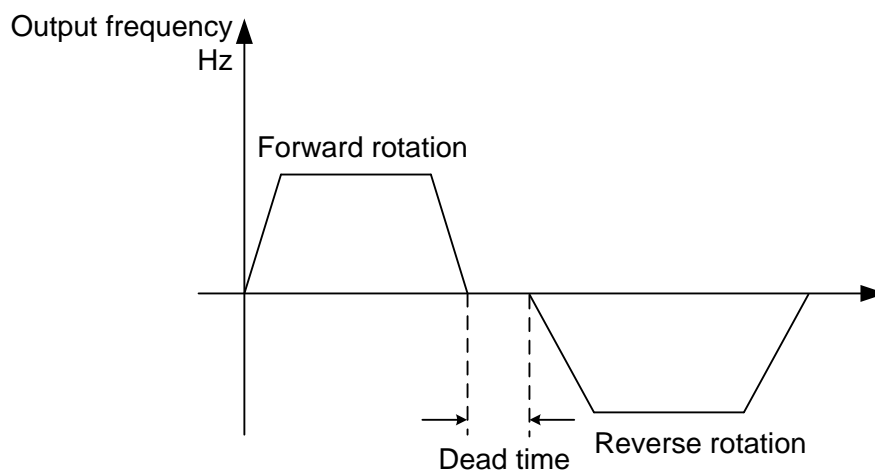 Output frequency
Hz
Forward rotation
Dead time
Reverse rotation